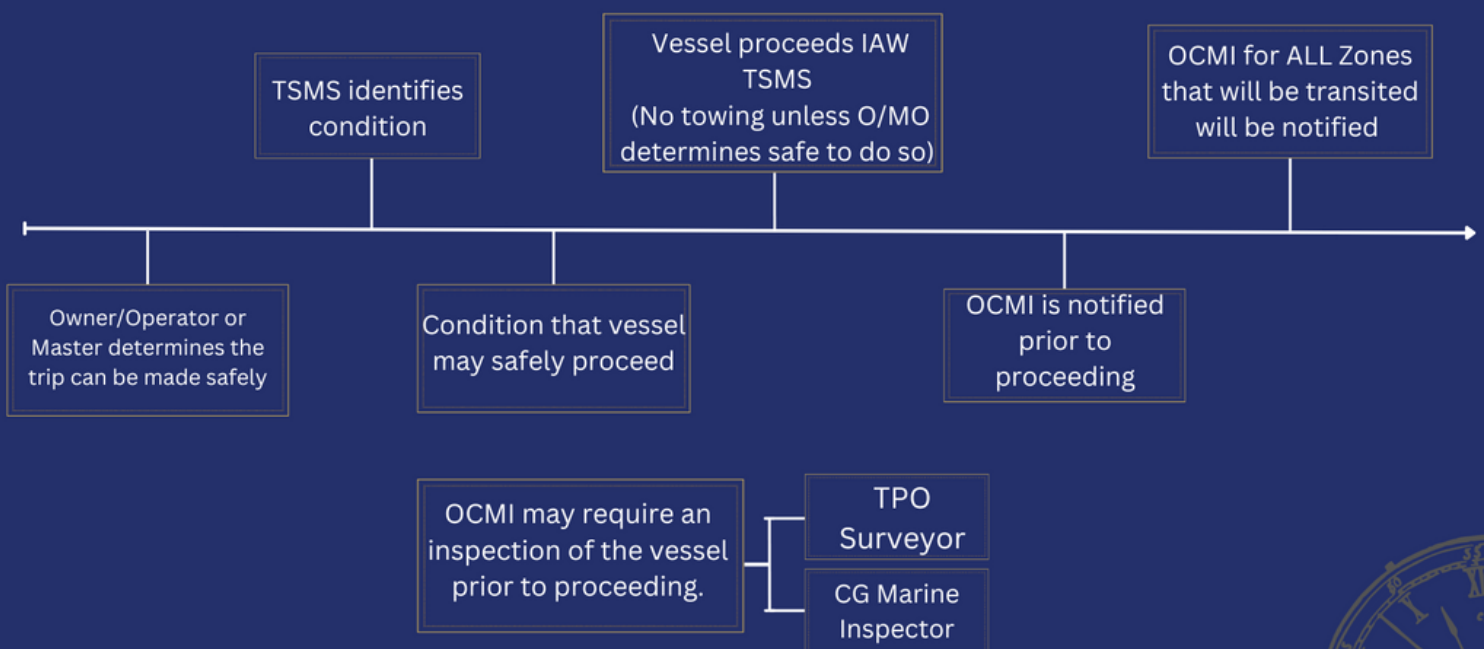 Owner/Operator or
Master determines the
trip can be made safely
TSMS identifies
condition
Condition that vessel
may safely proceed
Vessel proceeds IAW
TSMS
(No towing unless O/MO
determines safe to do so)
OCMI is notified
prior to
proceeding
OCMI for ALL Zones
that will be transited
will be notified
OCMI may require an
inspection of the vessel
prior to proceeding.
TPO
Surveyor
CG Marine
Inspector